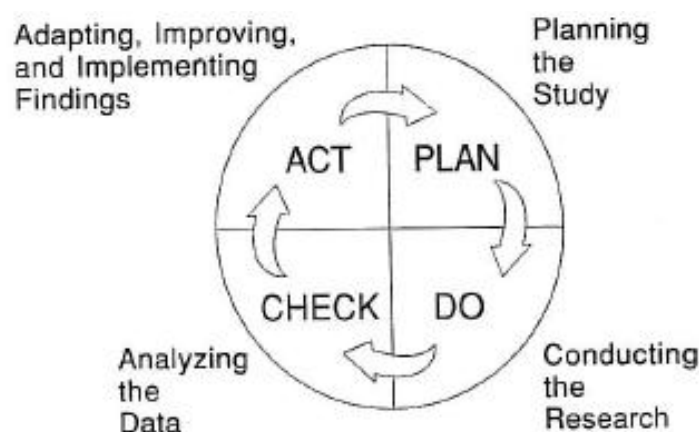 Adapting, Improving,
and Implementing
Findings
Planning
the
Study
ACT
PLAN
CHECK
DO
Analyzing
the
Data
Conducting
the
Research